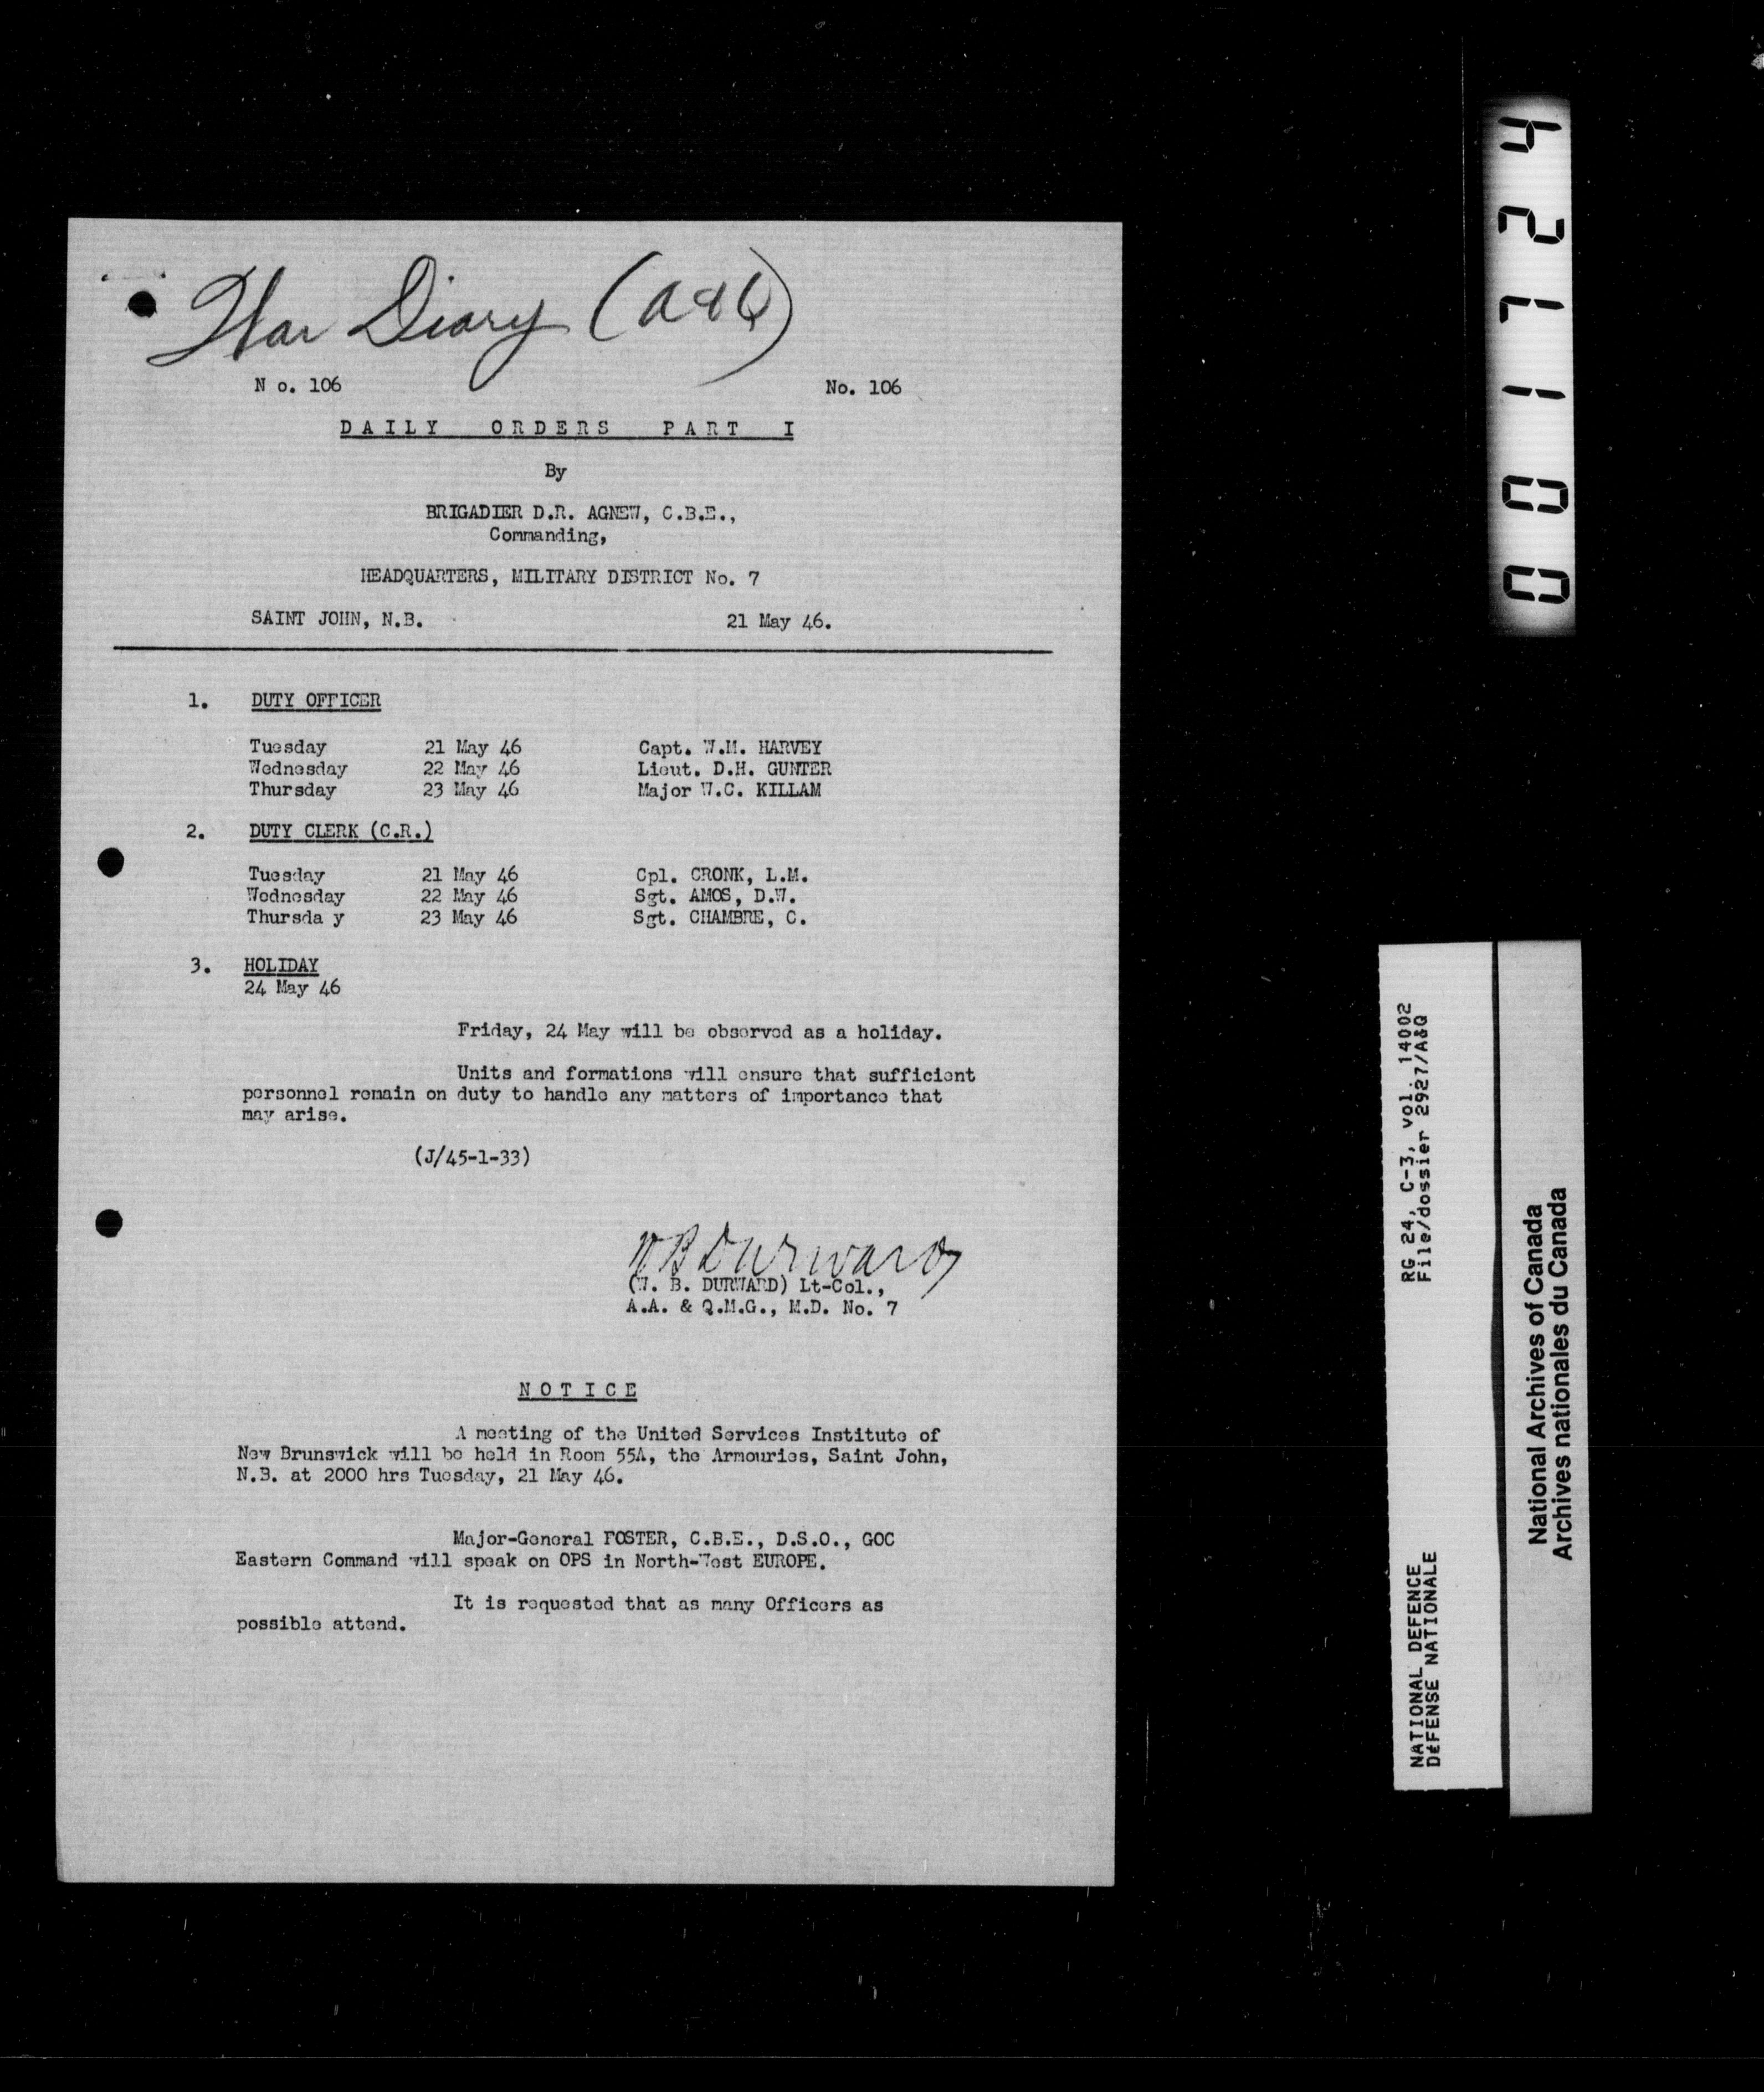 War Diary (A&Q)
No. 106 No. 106
DAILY ORDERS PART I
By
BRIGADIER D.R. AGNEW, C.B.E.,
Commanding,
HEADQUARTERS, MILITARY DISTRICT No. 7
SAINT JOHN, N.B. 21 May 46.
1. DUTY OFFICER
Tuesday 21 May 46 Capt. W.M. HARVEY
Wednesday 22 May 46 Lieut. D.H. GUNTER
Thursday 23 May 46 Major W.C. KILLAM
2. DUTY CLERK (C.R.)
Tuesday 21 May 46 Cpl. CRONK, L.M.
Wednesday 22 May 46 Sgt. AMOS, D.W.
Thursda y 23 May 46 Sgt. CHAMBRE, C.
3. HOLIDAY
24 May 46
Friday, 24 May will be observed as a holiday.
Units and formations will ensure that sufficient
personnel remain on duty to handle any matters of importance that
may arise.
(J/45-1-33)
W B Durward
(W. B. DURWARD) Lt-Col.,
A.A. & Q.M.G., M.D. No. 7
NOTICE
A meeting of the United Services Institute of
New Brunswick will be held in Room 55A, the Armouries, Saint John,
N.B. at 2000 hrs Tuesday, 21 May 46.
Major-General FOSTER, C.B.E., D.S.O., GOC
Eastern Command will speak on OPS in North-West EUROPE.
It is requested that as many Officers as
possible attend.
001724
RG 24, C-3, vol. 14002
File/dossier 2927/A&Q
NATIONAL DEFENCE
DÉFENSE NATIONALE
National Archives of Canada
Archives nationales du Canada